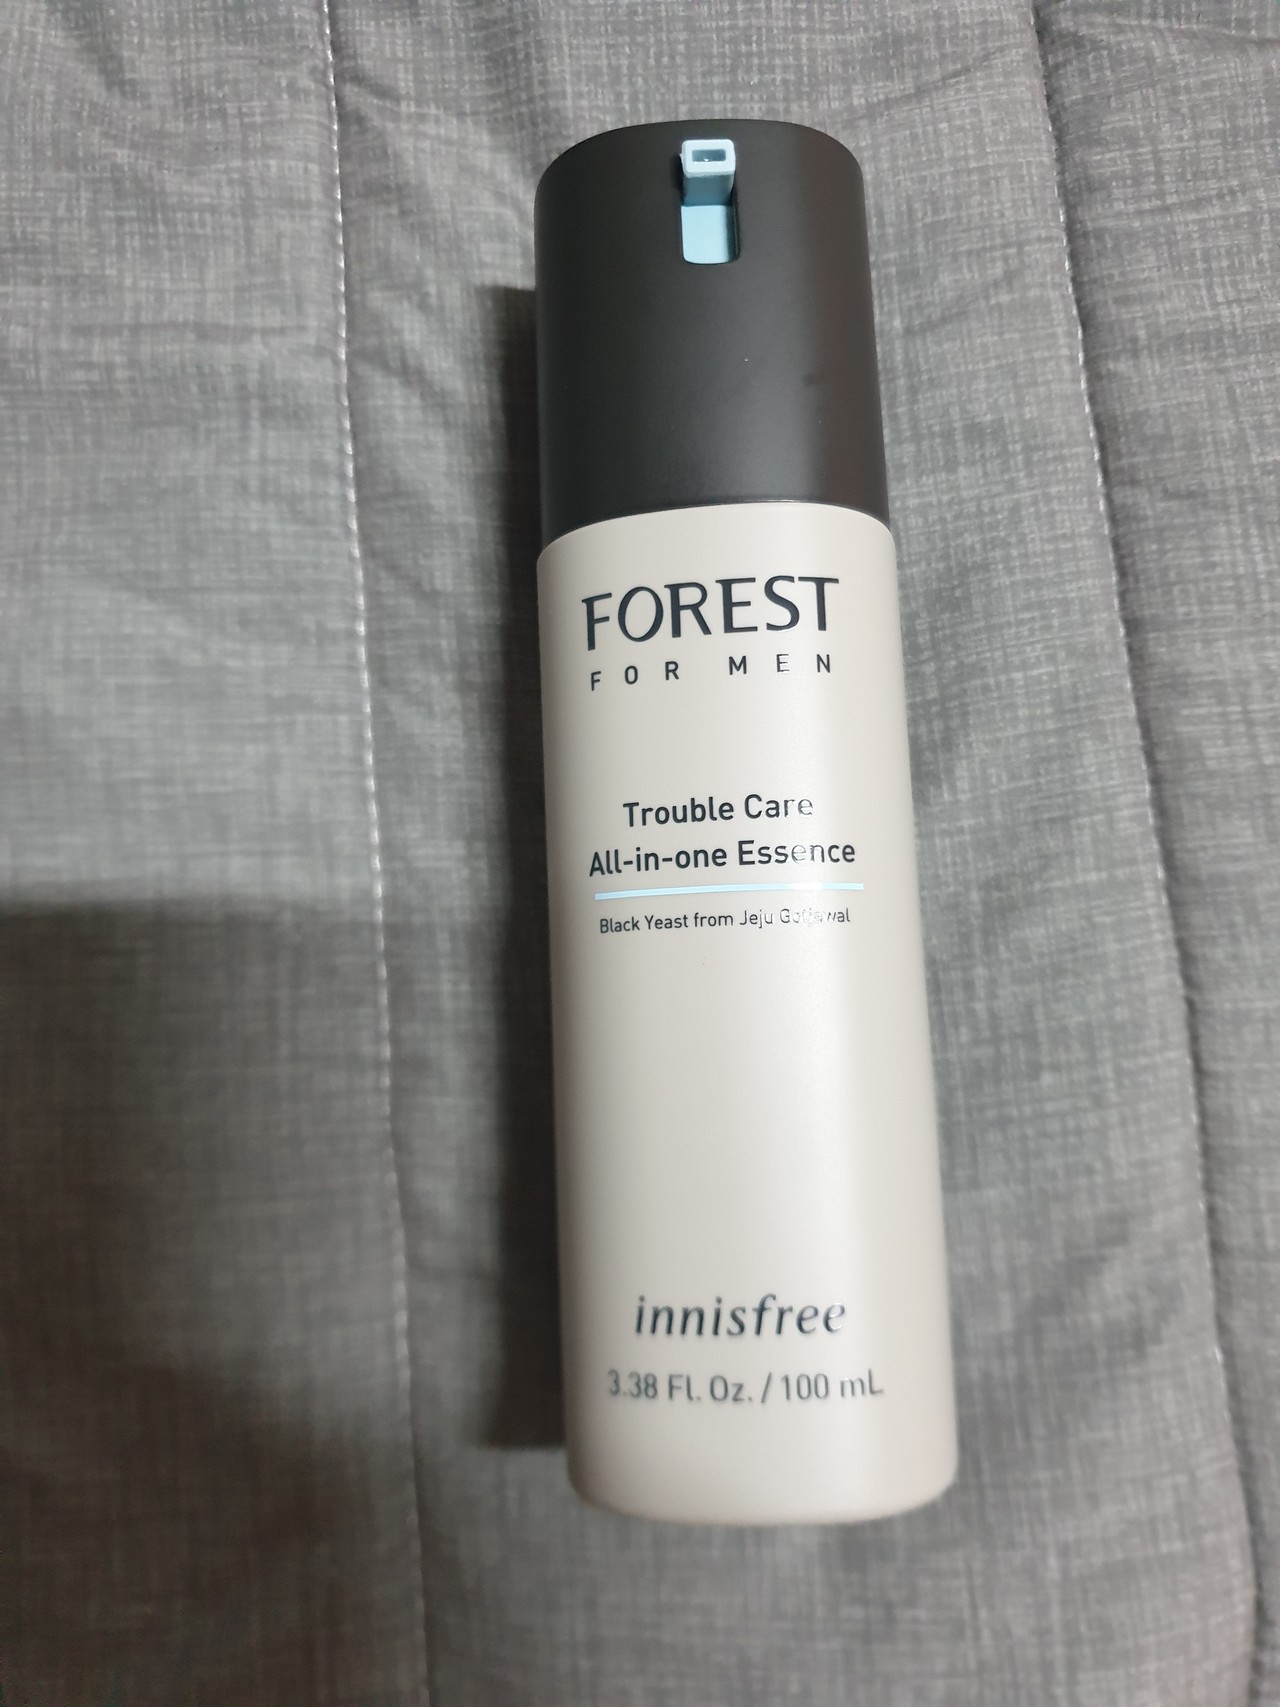 FOREST
FOR MEN
Trouble Care
All-in-one Essence
Black Yeast from Jeju Gotjawal
innisfree
3.38 Fl. Oz. / 100 mL